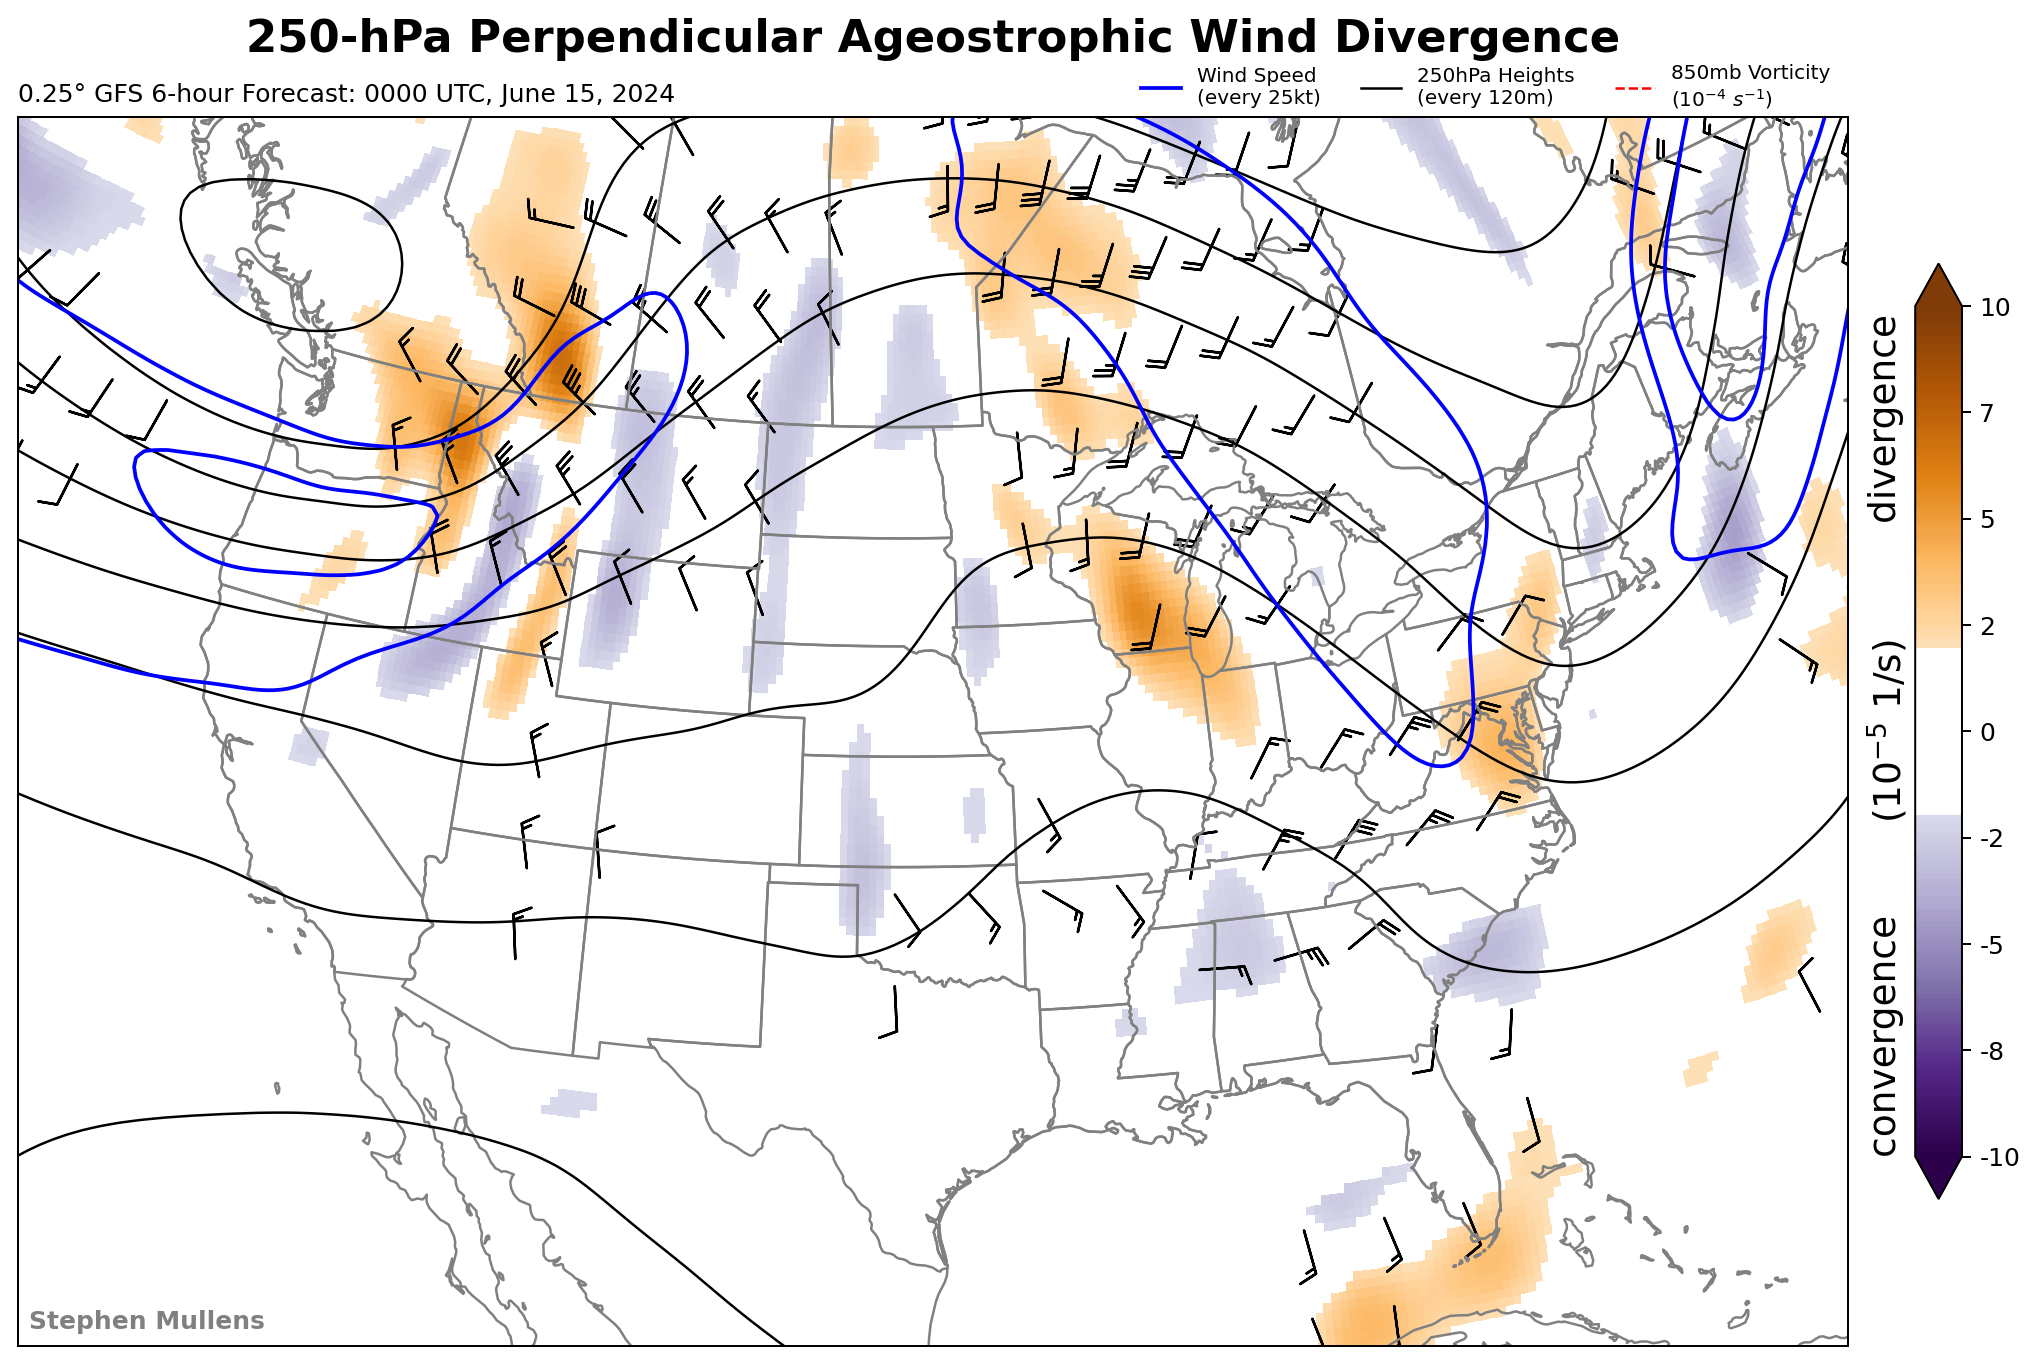 250-hPa Perpendicular Ageostrophic Wind Divergence
0.25° GFS 6-hour Forecast: 0000 UTC, June 15, 2024
Wind Speed
(every 25kt)
250hPa Heights
(every 120m)
850mb Vorticity
(10⁻⁴ s⁻¹)
10
7
5
2
0
-2
-5
-8
-10
convergence (10⁻⁵ 1/s) divergence
Stephen Mullens